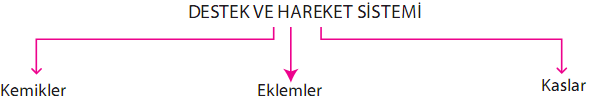 DESTEK VE HAREKET SİSTEMİ
Kemikler
Eklemler
Kaslar